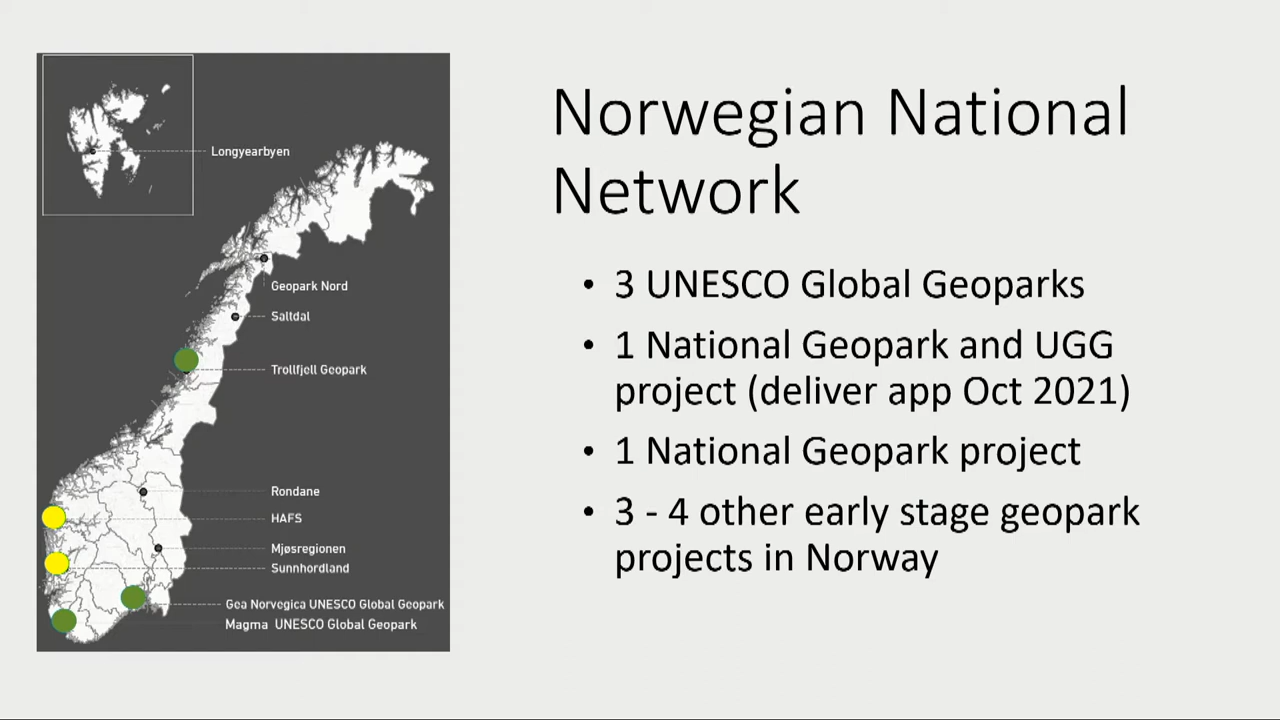 Norwegian National
Network
• 3 UNESCO Global Geoparks
• 1 National Geopark and UGG
project (deliver app Oct 2021)
• 1 National Geopark project
• 3 - 4 other early stage geopark
projects in Norway
Longyearbyen
Geopark Nord
Saltdal
Trollfjell Geopark
Rondane
HAFS
Mjøsregionen
Sunnhordland
Gea Norvegica UNESCO Global Geopark
Magma UNESCO Global Geopark